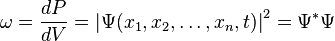 ω = dP/dV = |Ψ(x₁, x₂, …, xₙ, t)|² = Ψ*Ψ